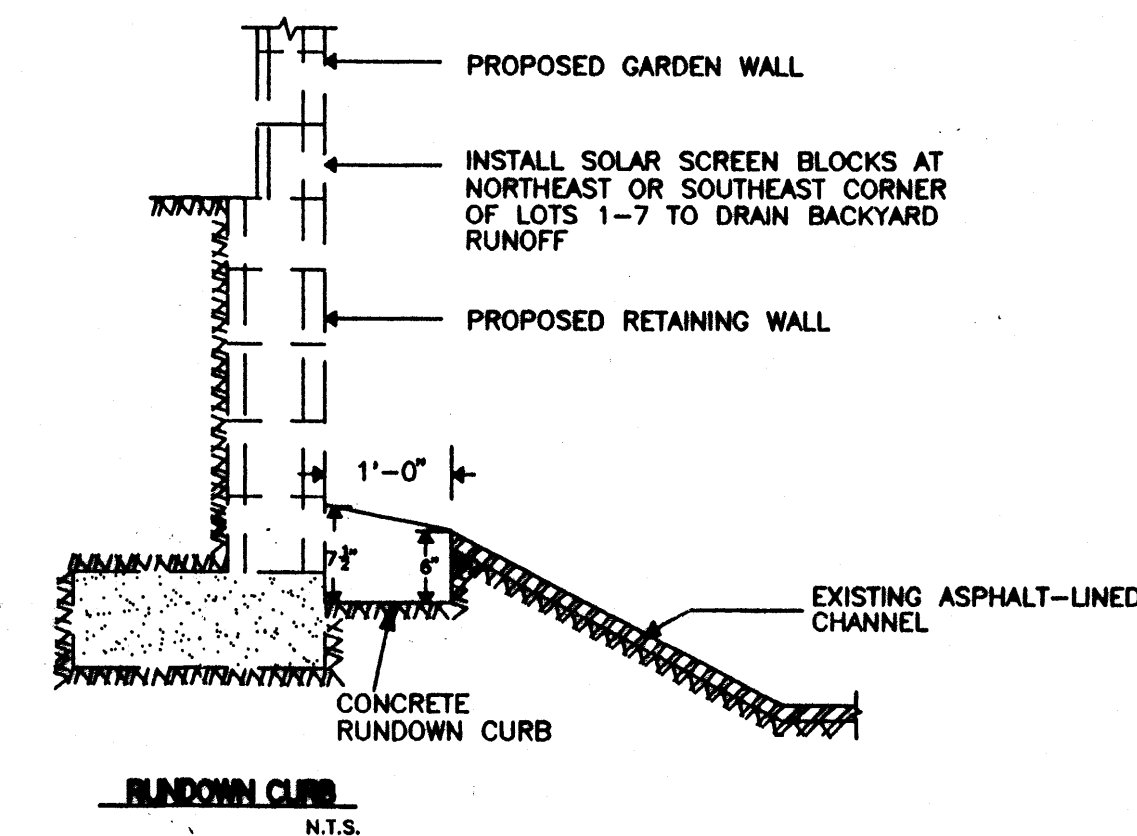 PROPOSED GARDEN WALL
INSTALL SOLAR SCREEN BLOCKS AT
NORTHEAST OR SOUTHEAST CORNER
OF LOTS 1-7 TO DRAIN BACKYARD
RUNOFF
PROPOSED RETAINING WALL
1'-0"
7½"
6"
EXISTING ASPHALT-LINED
CHANNEL
CONCRETE
RUNDOWN CURB
RUNDOWN CURB
N.T.S.